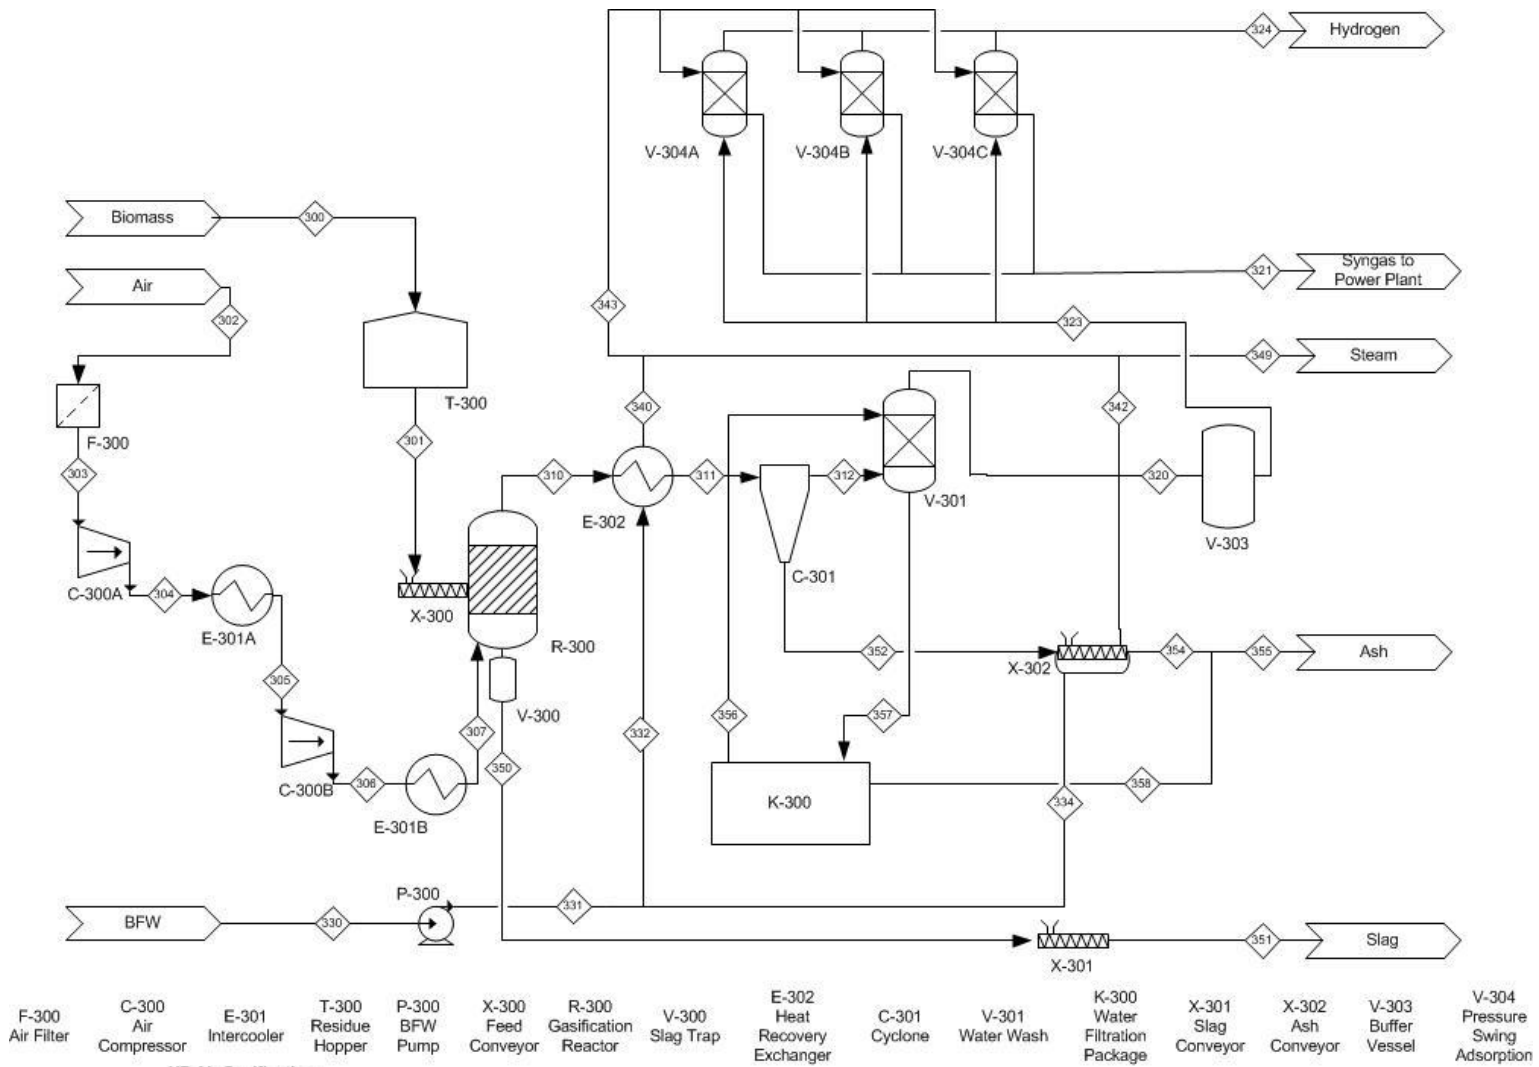 324
Hydrogen
V-304A
V-304B
V-304C
Biomass
300
Air
302
343
323
321
Syngas to
Power Plant
349
Steam
T-300
F-300
301
303
340
342
310
311
312
320
E-302
V-301
V-303
C-301
C-300A
304
E-301A
X-300
R-300
305
352
X-302
354
355
Ash
V-300
307
332
356
357
350
C-300B
306
E-301B
K-300
358
334
P-300
BFW
330
331
X-301
351
Slag
F-300
Air Filter
C-300
Air
Compressor
E-301
Intercooler
T-300
Residue
Hopper
P-300
BFW
Pump
X-300
Feed
Conveyor
R-300
Gasification
Reactor
V-300
Slag Trap
E-302
Heat
Recovery
Exchanger
C-301
Cyclone
V-301
Water Wash
K-300
Water
Filtration
Package
X-301
Slag
Conveyor
X-302
Ash
Conveyor
V-303
Buffer
Vessel
V-304
Pressure
Swing
Adsorption